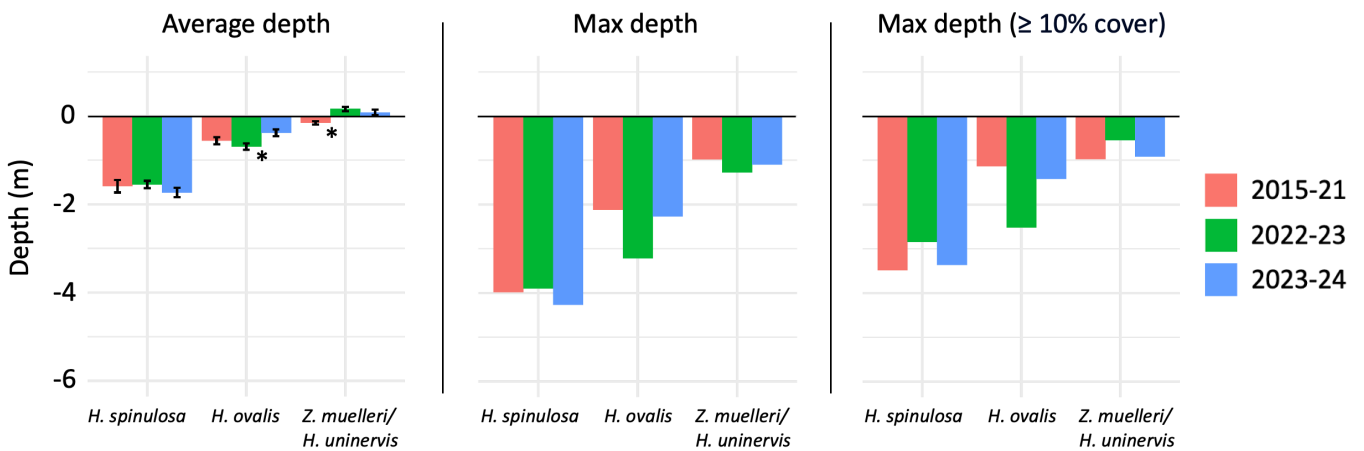 Average depth
Max depth
Max depth (≥ 10% cover)
Depth (m)
0
-2
-4
-6
*
*
H. spinulosa
H. ovalis
Z. muelleri/
H. uninervis
H. spinulosa
H. ovalis
Z. muelleri/
H. uninervis
H. spinulosa
H. ovalis
Z. muelleri/
H. uninervis
2015-21
2022-23
2023-24